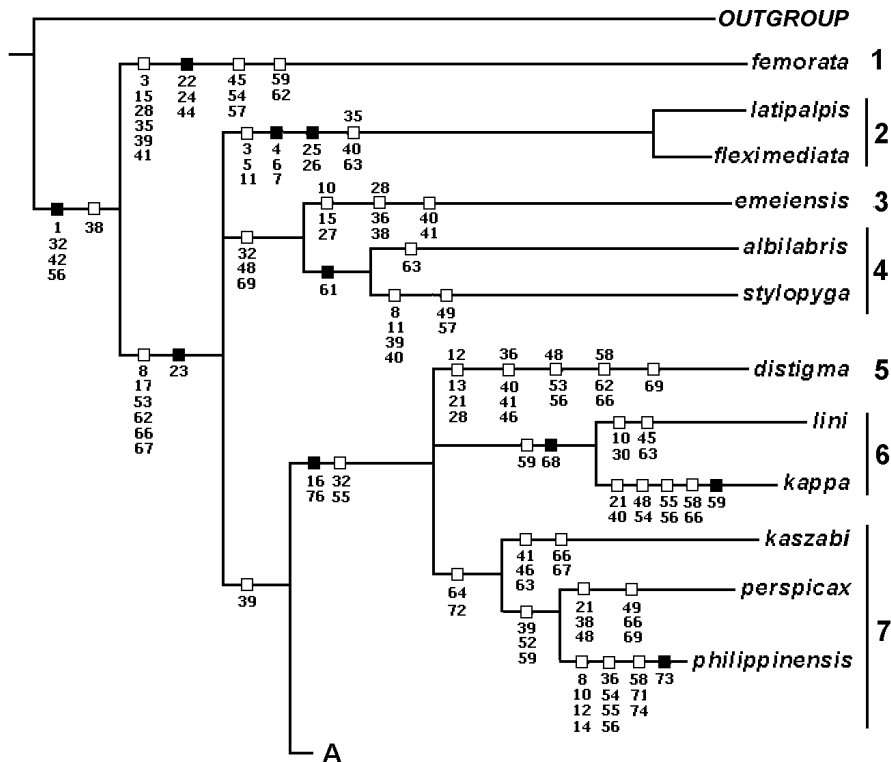 OUTGROUP
femorata 1
3 22 45 59
15 24 54 62
28 44 57
35
39
41
latipalpis
35
fleximediata 2
3 4 25 40
5 6 26 63
11 7
10 28
emeiensis 3
15 36 40
27 38 41
1 38
32
42
56
32
48
69
albilabris
63
61
stylopyga 4
8 49
11 57
39
40
8 23
17
53
62
66
67
12 36 48 58
distigma 5
13 40 53 62 69
21 41 56 66
28 46
lini
10 45
30 63
59 68
6
kappa
21 48 55 58 59
40 54 56 66
16 32
76 55
kaszabi
41 66
46 67
63
64
72
39
perspicax
21 49
38 66
48 69
39
52
59
7
philippinensis
8 36 58 73
10 54 71
12 55 74
14 56
A